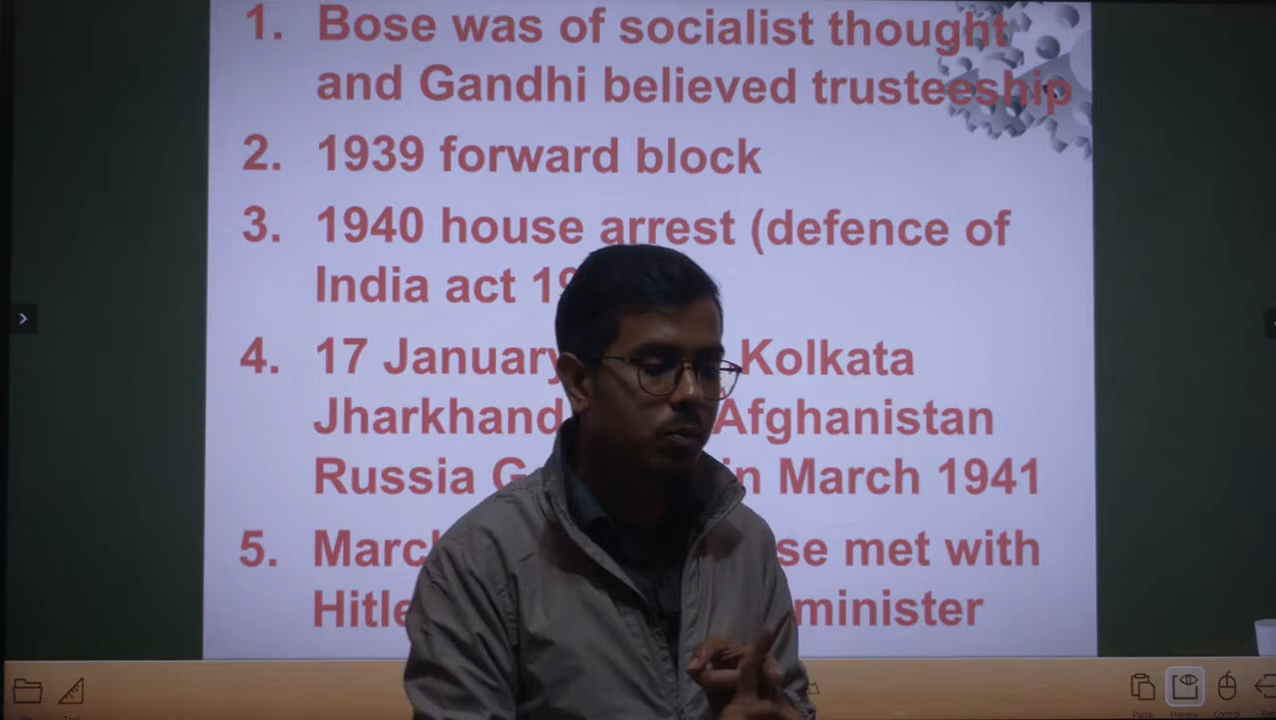 1. Bose was of socialist thought
and Gandhi believed trusteeship
2. 1939 forward block
3. 1940 house arrest (defence of
India act
4. 17 January Kolkata
Jharkhand Afghanistan
Russia in March 1941
5. met with
minister